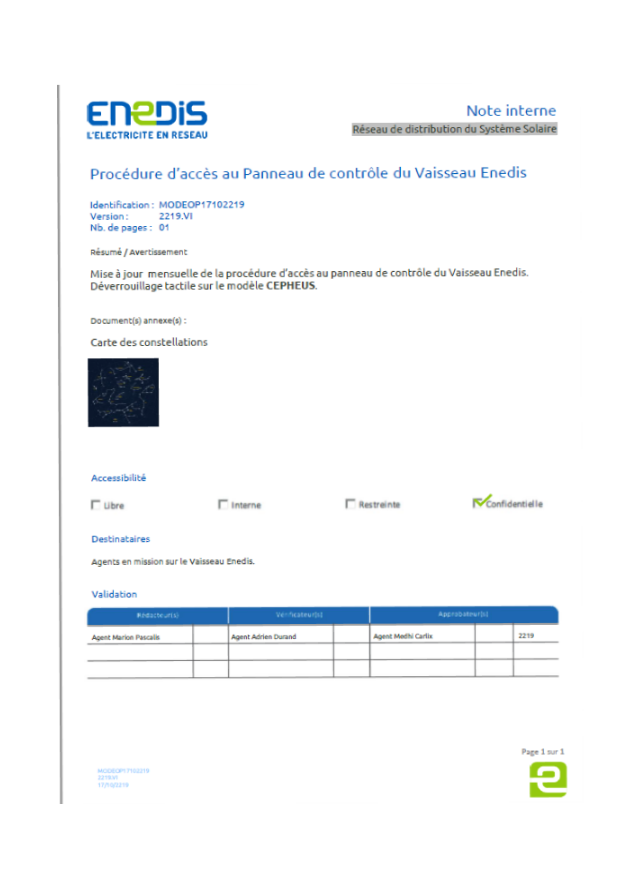 ENEDIS
L'ELECTRICITE EN RESEAU
Note interne
Réseau de distribution du Système Solaire
Procédure d'accès au Panneau de contrôle du Vaisseau Enedis
Identification : MODEOP17102219
Version : 2219.VI
Nb. de pages : 01
Résumé / Avertissement
Mise à jour mensuelle de la procédure d'accès au panneau de contrôle du Vaisseau Enedis.
Déverrouillage tactile sur le modèle CEPHEUS.
Document(s) annexe(s) :
Carte des constellations
Accessibilité
Libre Interne Restreinte Confidentielle
Destinataires
Agents en mission sur le Vaisseau Enedis.
Validation
Rédacteur(s) Vérificateur(s) Approbateur(s)
Agent Marion Pascalis Agent Adrien Durand Agent Medhi Carlix 2219
Page 1 sur 1
MODEOP17102219
2219.VI
17/10/2219